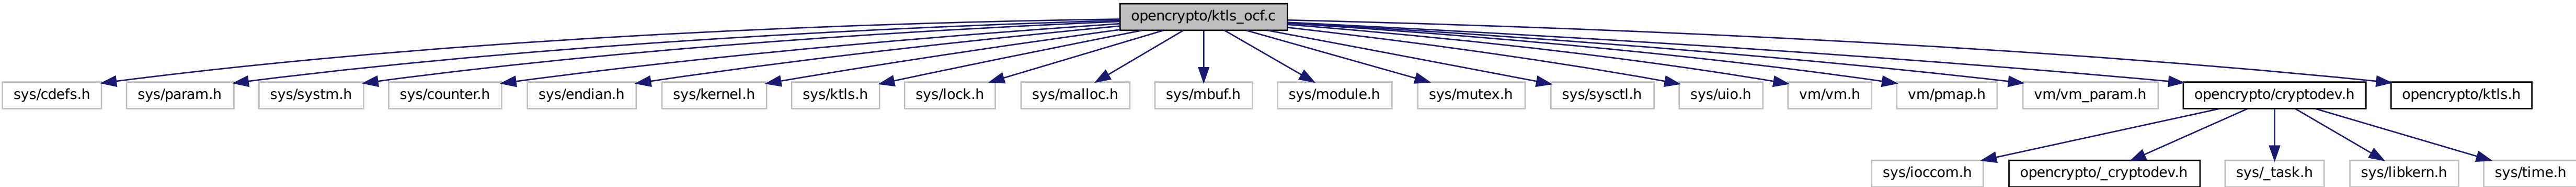 opencrypto/ktls_ocf.c
sys/cdefs.h
sys/param.h
sys/systm.h
sys/counter.h
sys/endian.h
sys/kernel.h
sys/ktls.h
sys/lock.h
sys/malloc.h
sys/mbuf.h
sys/module.h
sys/mutex.h
sys/sysctl.h
sys/uio.h
vm/vm.h
vm/pmap.h
vm/vm_param.h
opencrypto/cryptodev.h
opencrypto/ktls.h
sys/ioccom.h
opencrypto/_cryptodev.h
sys/_task.h
sys/libkern.h
sys/time.h